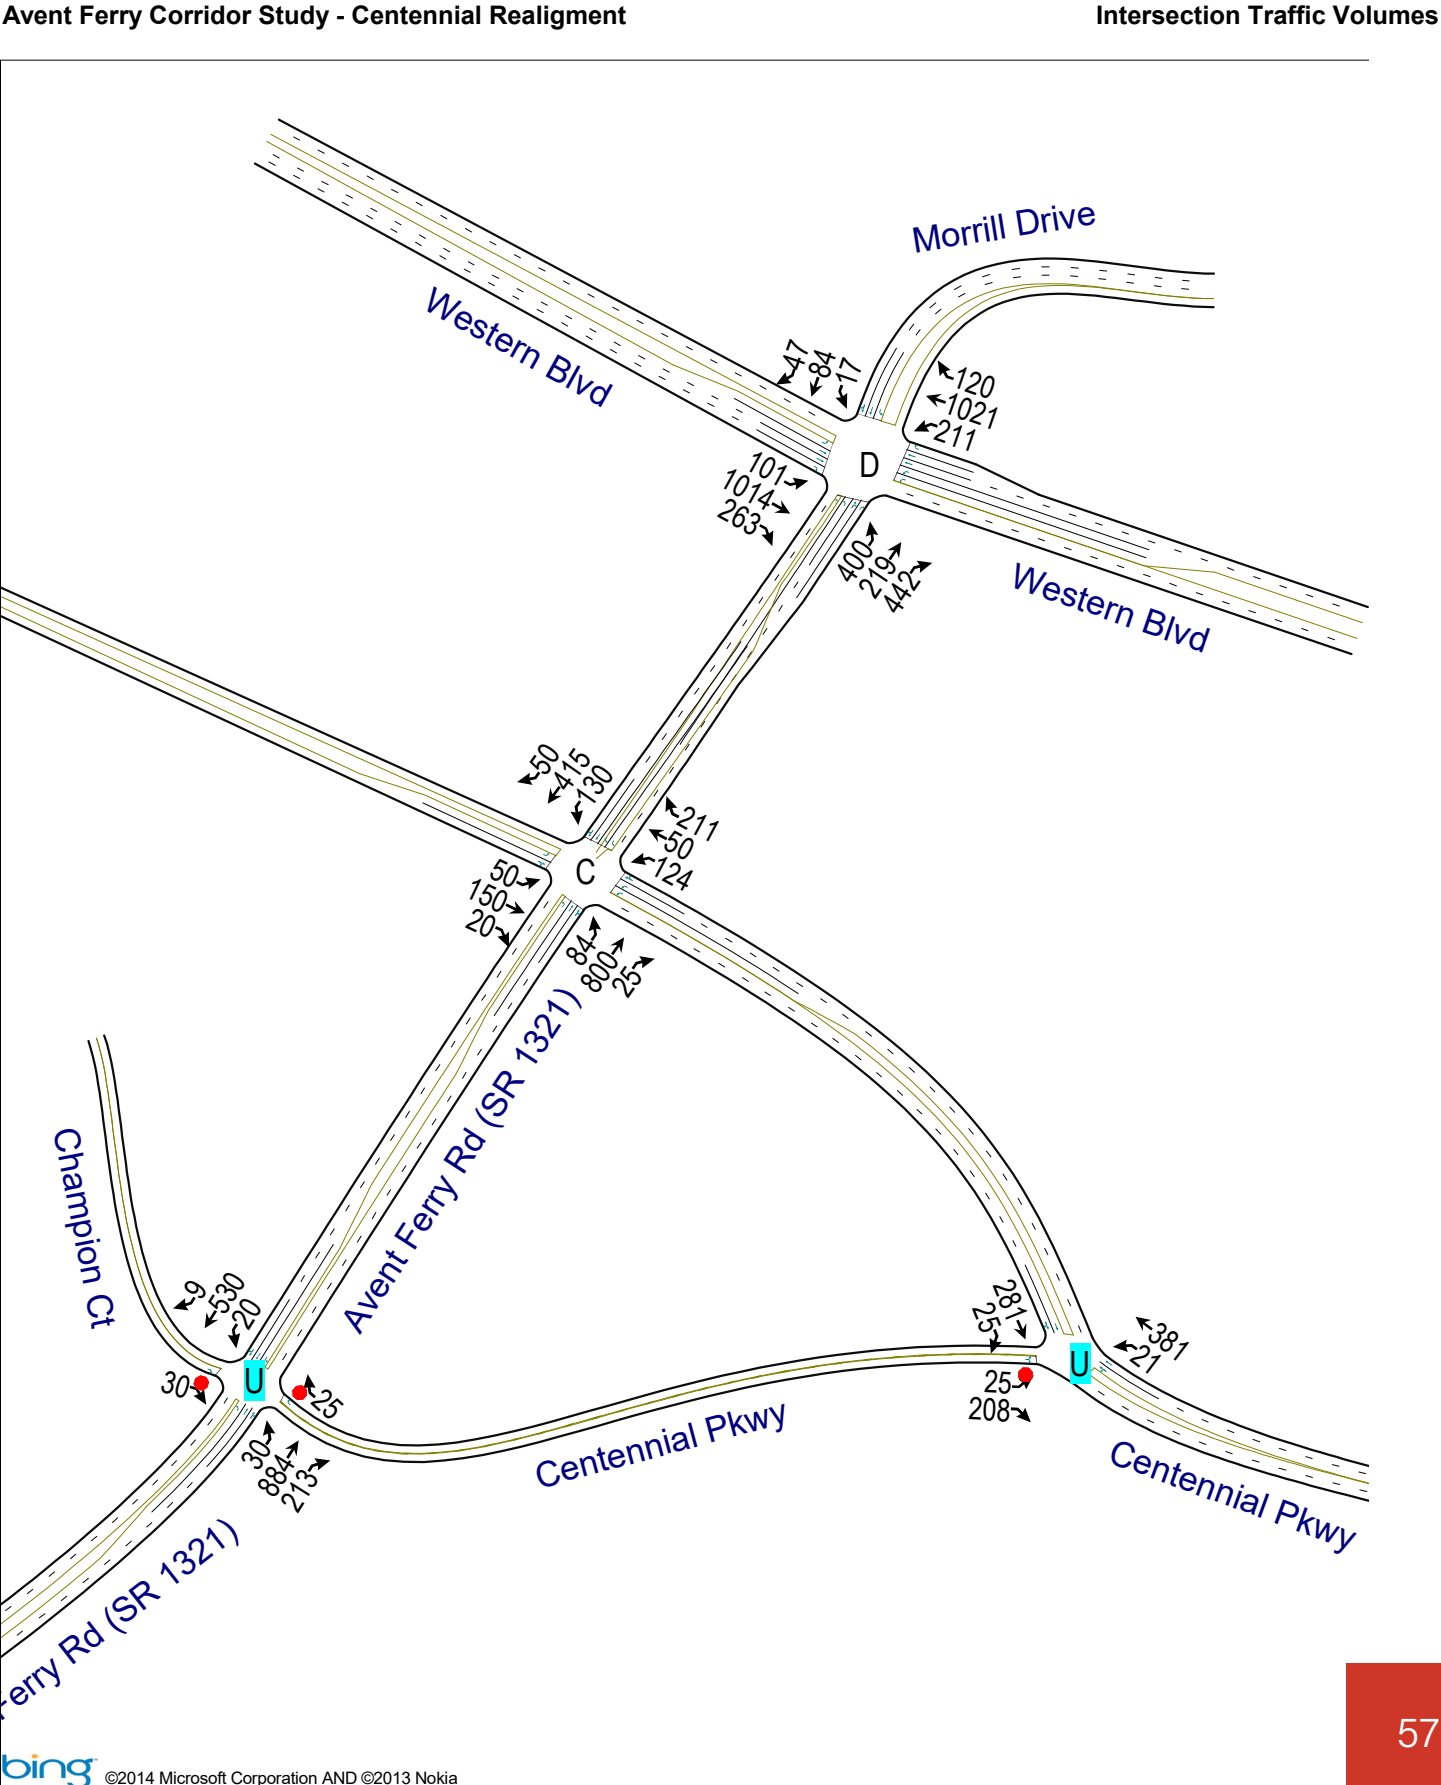 Avent Ferry Corridor Study - Centennial Realigment
Intersection Traffic Volumes
Morrill Drive
Western Blvd
47
84
17
120
1021
211
D
101
1014
263
400
219
442
Western Blvd
50
415
130
211
50
124
C
50
150
20
84
800
25
Avent Ferry Rd (SR 1321)
Champion Ct
9
530
20
30
U
25
30
884
213
281
25
381
21
U
25
208
Centennial Pkwy
Centennial Pkwy
Ferry Rd (SR 1321)
57
bing
©2014 Microsoft Corporation AND ©2013 Nokia